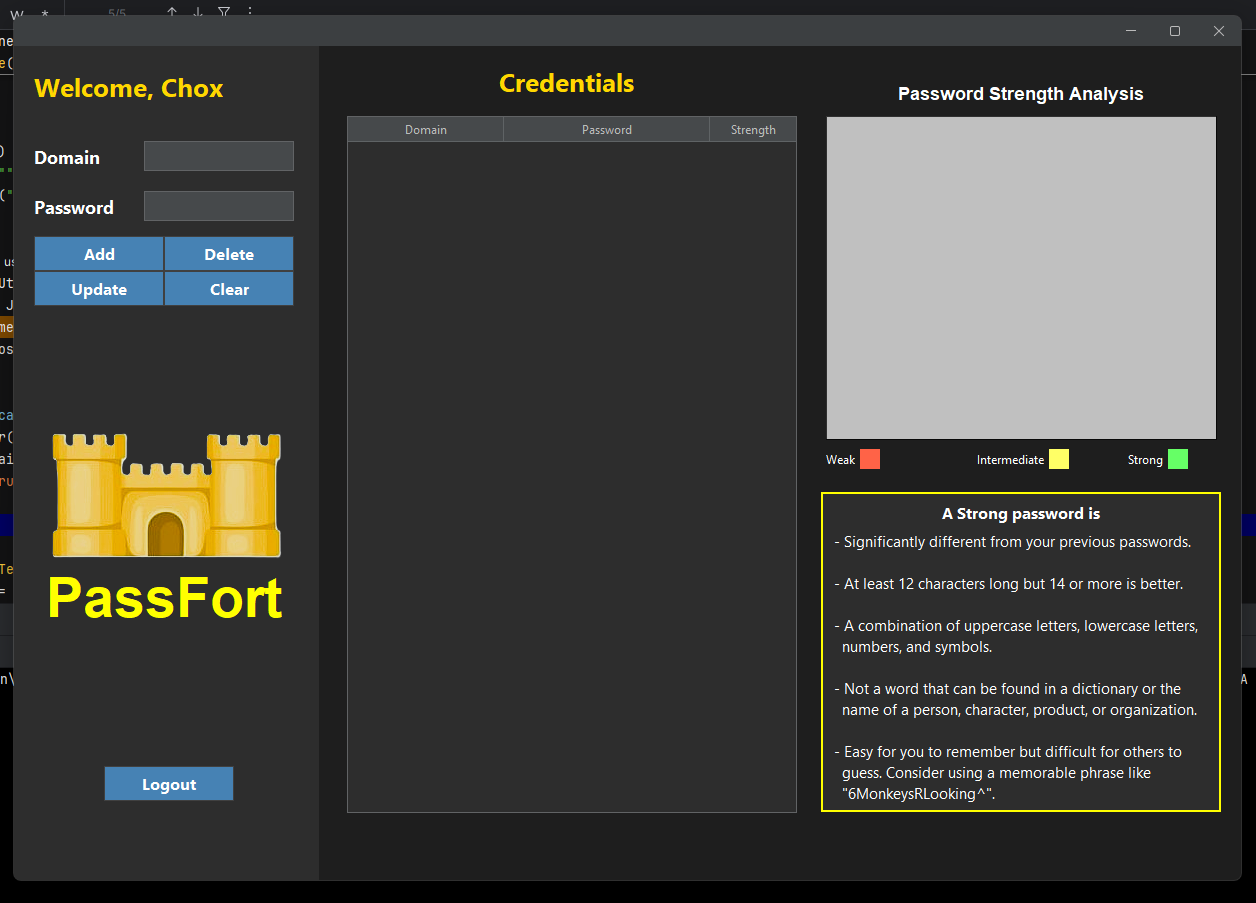 5/5
Welcome, Chox
Domain
Password
Add
Delete
Update
Clear
PassFort
Logout
Credentials
Domain Password Strength
Password Strength Analysis
Weak
Intermediate
Strong
A Strong password is
- Significantly different from your previous passwords.
- At least 12 characters long but 14 or more is better.
- A combination of uppercase letters, lowercase letters,
numbers, and symbols.
- Not a word that can be found in a dictionary or the
name of a person, character, product, or organization.
- Easy for you to remember but difficult for others to
guess. Consider using a memorable phrase like
"6MonkeysRLooking^".